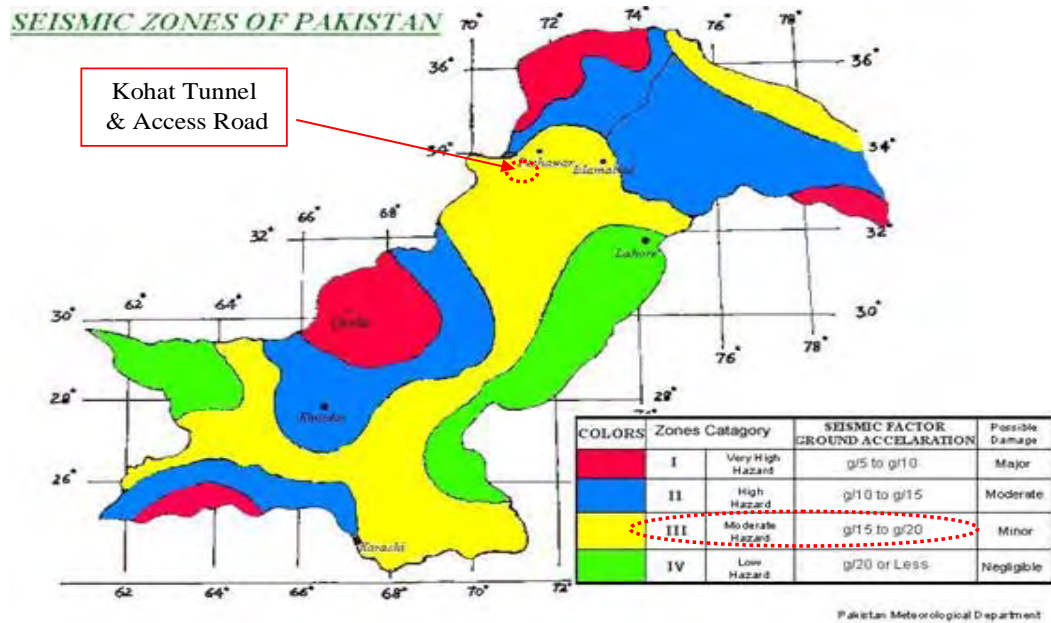 SEISMIC ZONES OF PAKISTAN
Kohat Tunnel
& Access Road
70° 72° 74° 76° 78°
36° 36°
34°
Peshawar
Islamabad
66° 68°
32° 32°
Lahore
62° 64°
30° 30°
Quetta
76° 78°
28° 28°
Khuzdar
26°
Karachi
62 64 66 68° 70° 72°
COLORS Zones Catagory SEISMIC FACTOR GROUND ACCELARATION Possible Damage
I Very High Hazard g/5 to g/10 Major
II High Hazard g/10 to g/15 Moderate
III Moderate Hazard g/15 to g/20 Minor
IV Low Hazard g/20 or Less Negligible
Pakistan Meteorological Department